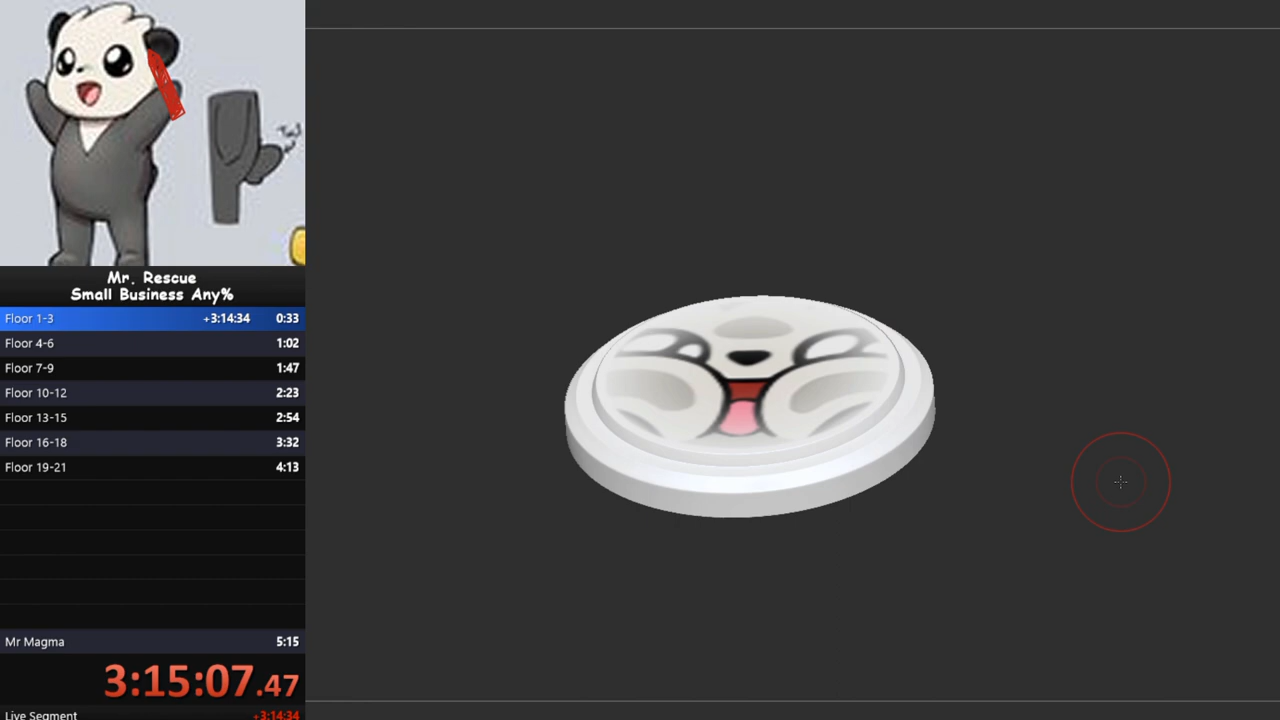 Mr. Rescue
Small Business Any%
Floor 1-3 +3:14:34 0:33
Floor 4-6 1:02
Floor 7-9 1:47
Floor 10-12 2:23
Floor 13-15 2:54
Floor 16-18 3:32
Floor 19-21 4:13
Mr Magma 5:15
3:15:07.47
Live Segment +3:14:34